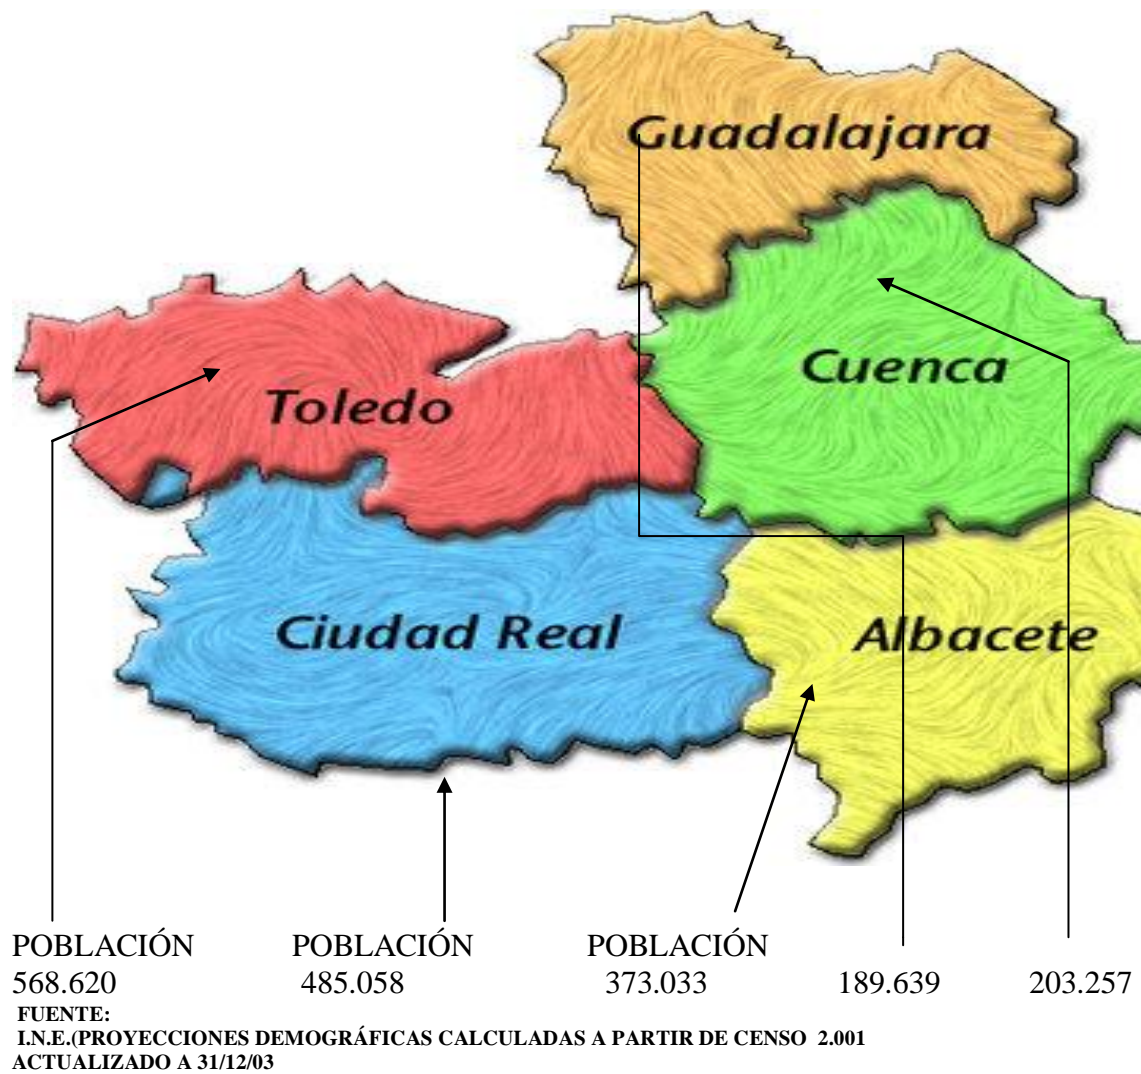 Guadalajara
Cuenca
Toledo
Ciudad Real
Albacete
POBLACIÓN POBLACIÓN POBLACIÓN
568.620 485.058 373.033 189.639 203.257
FUENTE:
I.N.E.(PROYECCIONES DEMOGRÁFICAS CALCULADAS A PARTIR DE CENSO 2.001
ACTUALIZADO A 31/12/03